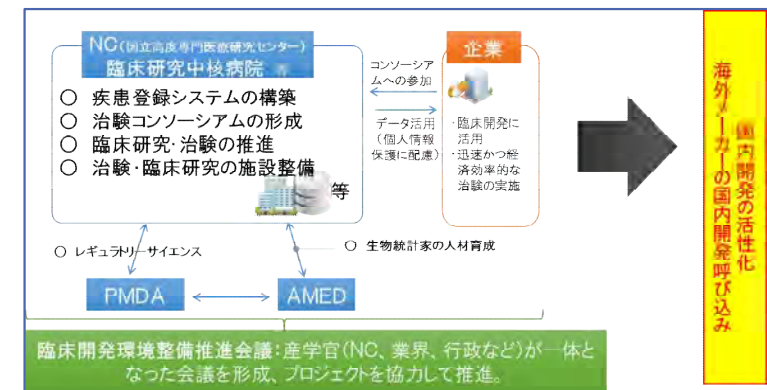 NC(国立高度専門医療研究センター)
臨床研究中核病院 等
○ 疾患登録システムの構築
○ 治験コンソーシアムの形成
○ 臨床研究・治験の推進
○ 治験・臨床研究の施設整備
等
コンソーシア
ムへの参加
データ活用
(個人情報
保護に配慮)
企業
・臨床開発に
活用
・迅速かつ経
済効率的な
治験の実施
○ レギュラトリーサイエンス
○ 生物統計家の人材育成
PMDA
AMED
臨床開発環境整備推進会議:産学官(NC、業界、行政など)が一体と
なった会議を形成、プロジェクトを協力して推進。
国内開発の活性化
海外メーカーの国内開発呼び込み